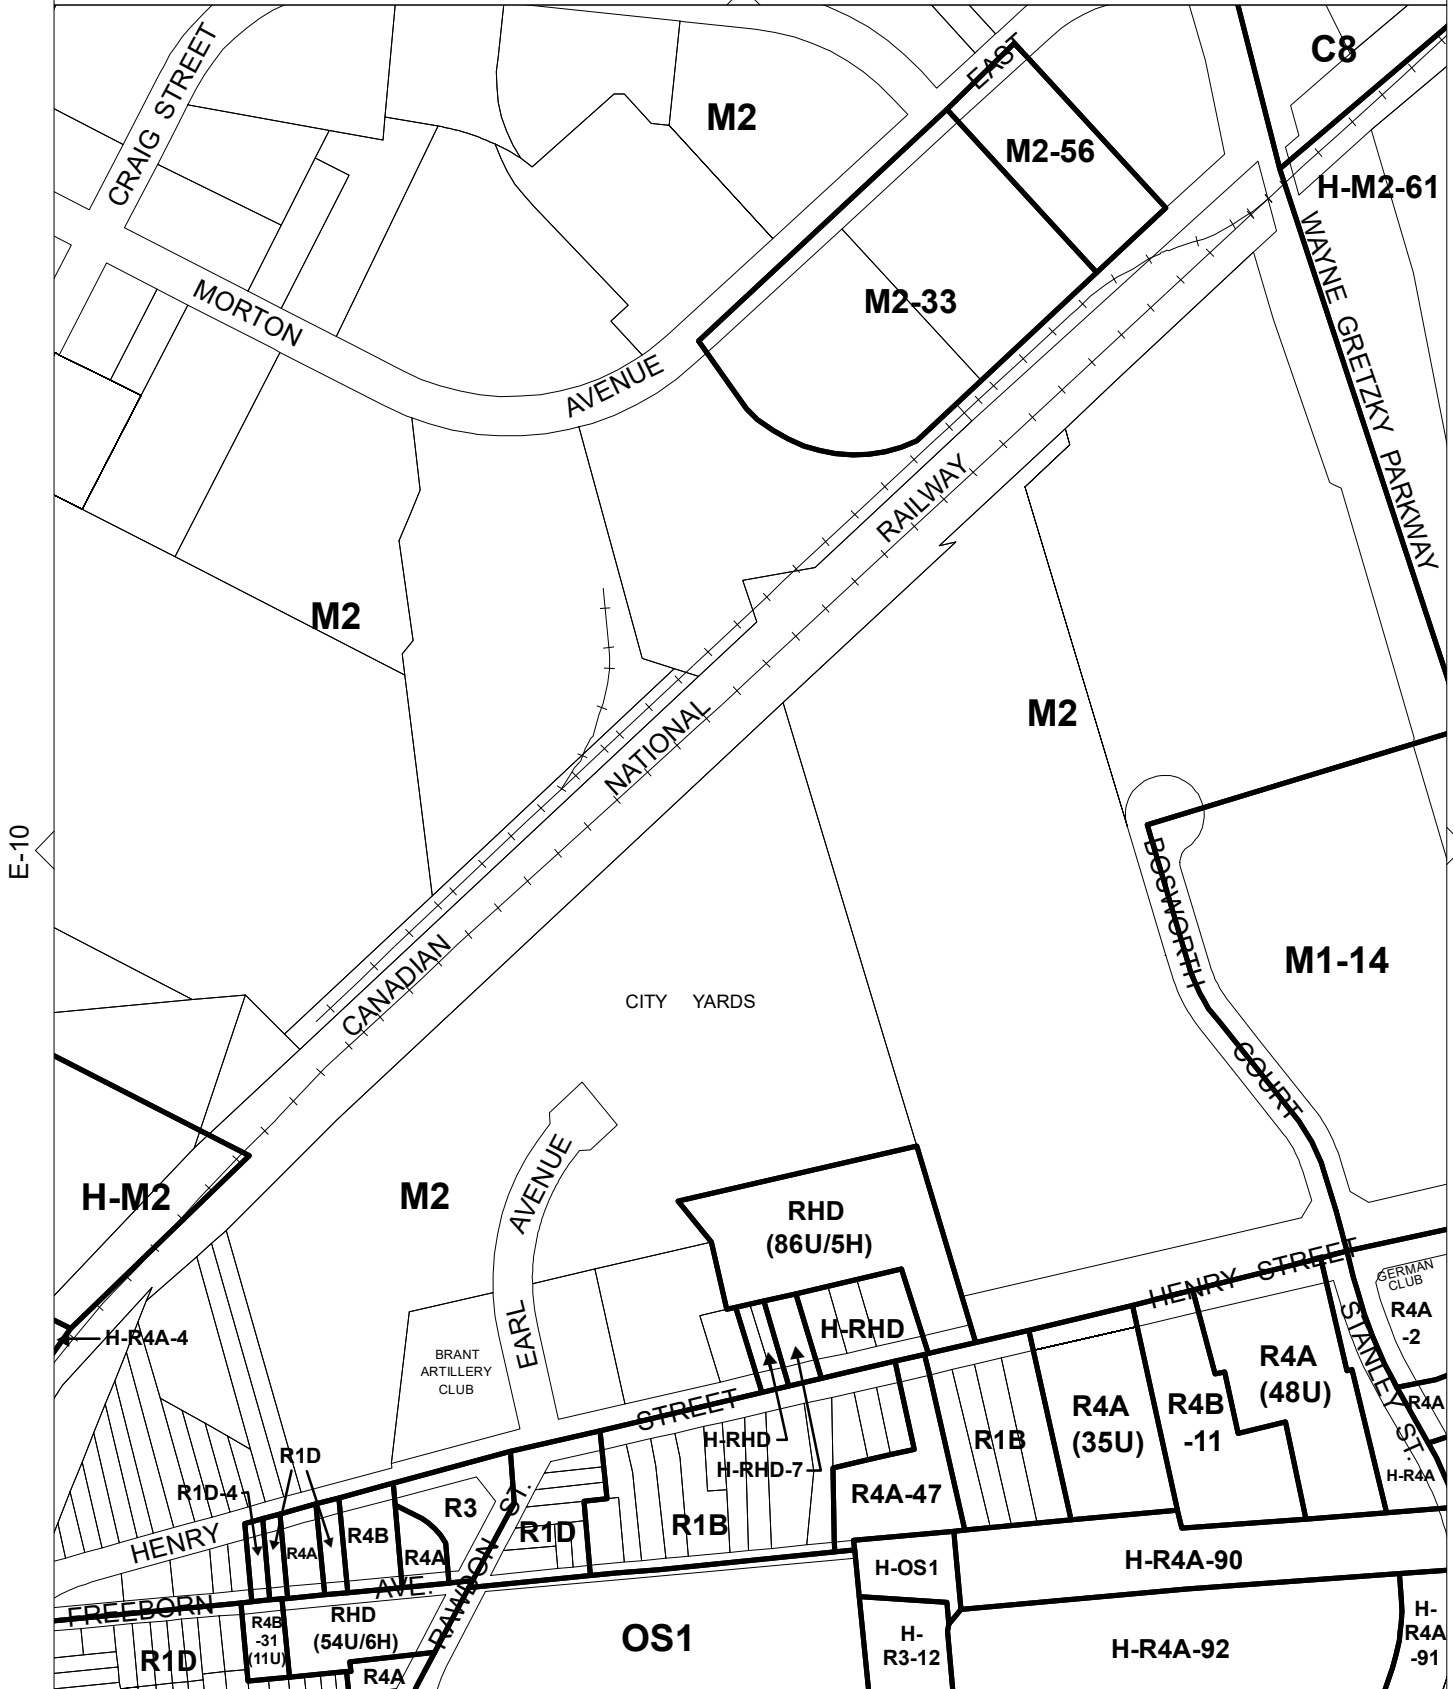 CRAIG STREET
EAST
C8
M2
M2-56
H-M2-61
M2-33
MORTON
AVENUE
WAYNE GRETZKY PARKWAY
RAILWAY
M2
NATIONAL
M2
E-10
BOSWORTH
M1-14
CANADIAN
CITY YARDS
COURT
H-M2
M2
AVENUE
RHD
(86U/5H)
HENRY STREET
GERMAN
CLUB
R4A
-2
H-R4A-4
EARL
H-RHD
STANLEY ST.
BRANT
ARTILLERY
CLUB
R4A
(48U)
R4A
(35U)
R4B
-11
R4A
STREET
H-RHD
H-RHD-7
R1B
H-R4A
R1D
R1D-4
R3
R4A-47
HENRY
R4A
R4B
R4A
R1D
R1B
RAWDON ST.
H-OS1
H-R4A-90
FREEBORN AVE.
R4B
-31
(11U)
RHD
(54U/6H)
OS1
H-
R3-12
H-R4A-92
H-
R4A
-91
R1D
R4A